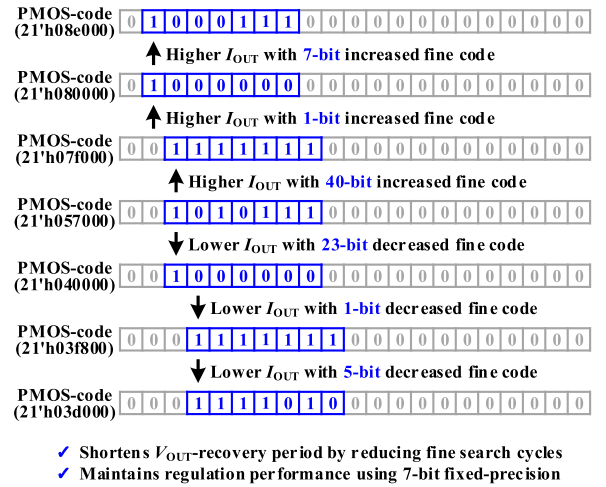 PMOS-code
(21'h08e000) 0 1 0 0 0 1 1 1 0 0 0 0 0 0 0 0 0 0 0 0 0
Higher IOUT with 7-bit increased fine code
PMOS-code
(21'h080000) 0 1 0 0 0 0 0 0 0 0 0 0 0 0 0 0 0 0 0 0 0
Higher IOUT with 1-bit increased fine code
PMOS-code
(21'h07f000) 0 0 1 1 1 1 1 1 1 0 0 0 0 0 0 0 0 0 0 0 0
Higher IOUT with 40-bit increased fine code
PMOS-code
(21'h057000) 0 0 1 0 1 0 1 1 1 0 0 0 0 0 0 0 0 0 0 0 0
Lower IOUT with 23-bit decreased fine code
PMOS-code
(21'h040000) 0 0 1 0 0 0 0 0 0 0 0 0 0 0 0 0 0 0 0 0 0
Lower IOUT with 1-bit decreased fine code
PMOS-code
(21'h03f800) 0 0 0 1 1 1 1 1 1 1 0 0 0 0 0 0 0 0 0 0 0
Lower IOUT with 5-bit decreased fine code
PMOS-code
(21'h03d000) 0 0 0 1 1 1 1 0 1 0 0 0 0 0 0 0 0 0 0 0 0
✓ Shortens VOUT-recovery period by reducing fine search cycles
✓ Maintains regulation performance using 7-bit fixed-precision